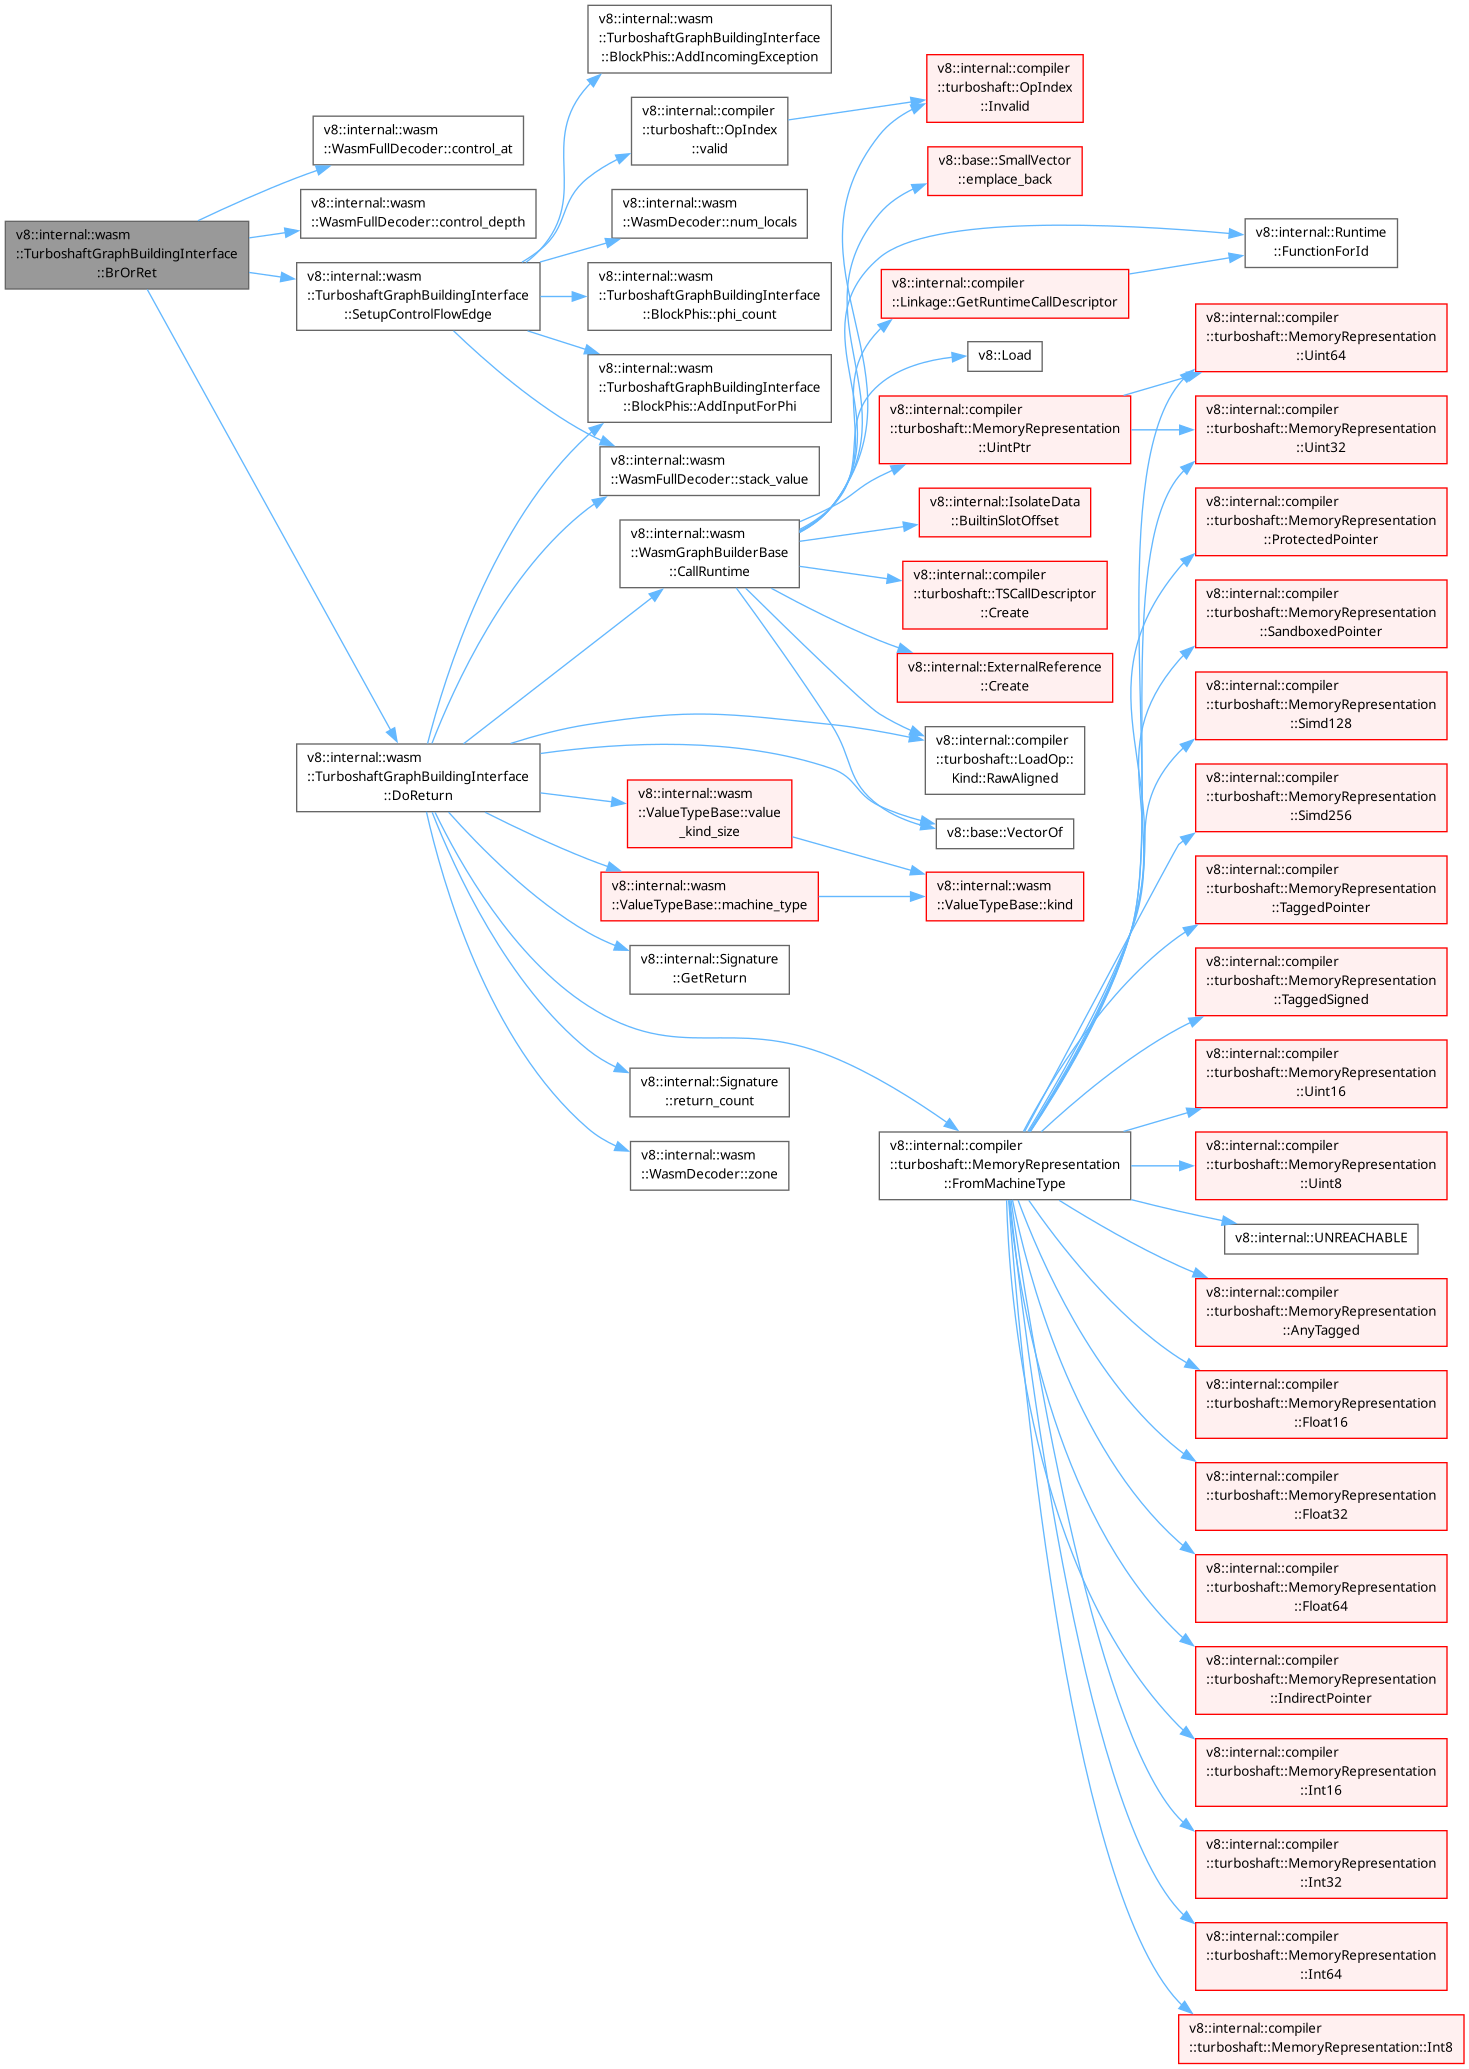 v8::internal::wasm
::TurboshaftGraphBuildingInterface
::BrOrRet
v8::internal::wasm
::WasmFullDecoder::control_at
v8::internal::wasm
::WasmFullDecoder::control_depth
v8::internal::wasm
::TurboshaftGraphBuildingInterface
::SetupControlFlowEdge
v8::internal::wasm
::TurboshaftGraphBuildingInterface
::DoReturn
v8::internal::wasm
::TurboshaftGraphBuildingInterface
::BlockPhis::AddIncomingException
v8::internal::compiler
::turboshaft::OpIndex
::valid
v8::internal::wasm
::WasmDecoder::num_locals
v8::internal::wasm
::TurboshaftGraphBuildingInterface
::BlockPhis::phi_count
v8::internal::wasm
::TurboshaftGraphBuildingInterface
::BlockPhis::AddInputForPhi
v8::internal::wasm
::WasmFullDecoder::stack_value
v8::internal::wasm
::WasmGraphBuilderBase
::CallRuntime
v8::internal::wasm
::ValueTypeBase::value
_kind_size
v8::internal::wasm
::ValueTypeBase::machine_type
v8::internal::Signature
::GetReturn
v8::internal::Signature
::return_count
v8::internal::wasm
::WasmDecoder::zone
v8::internal::compiler
::turboshaft::OpIndex
::Invalid
v8::base::SmallVector
::emplace_back
v8::internal::compiler
::Linkage::GetRuntimeCallDescriptor
v8::Load
v8::internal::compiler
::turboshaft::MemoryRepresentation
::UintPtr
v8::internal::IsolateData
::BuiltinSlotOffset
v8::internal::compiler
::turboshaft::TSCallDescriptor
::Create
v8::internal::ExternalReference
::Create
v8::internal::compiler
::turboshaft::LoadOp::
Kind::RawAligned
v8::base::VectorOf
v8::internal::wasm
::ValueTypeBase::kind
v8::internal::compiler
::turboshaft::MemoryRepresentation
::FromMachineType
v8::internal::Runtime
::FunctionForId
v8::internal::compiler
::turboshaft::MemoryRepresentation
::Uint64
v8::internal::compiler
::turboshaft::MemoryRepresentation
::Uint32
v8::internal::compiler
::turboshaft::MemoryRepresentation
::ProtectedPointer
v8::internal::compiler
::turboshaft::MemoryRepresentation
::SandboxedPointer
v8::internal::compiler
::turboshaft::MemoryRepresentation
::Simd128
v8::internal::compiler
::turboshaft::MemoryRepresentation
::Simd256
v8::internal::compiler
::turboshaft::MemoryRepresentation
::TaggedPointer
v8::internal::compiler
::turboshaft::MemoryRepresentation
::TaggedSigned
v8::internal::compiler
::turboshaft::MemoryRepresentation
::Uint16
v8::internal::compiler
::turboshaft::MemoryRepresentation
::Uint8
v8::internal::UNREACHABLE
v8::internal::compiler
::turboshaft::MemoryRepresentation
::AnyTagged
v8::internal::compiler
::turboshaft::MemoryRepresentation
::Float16
v8::internal::compiler
::turboshaft::MemoryRepresentation
::Float32
v8::internal::compiler
::turboshaft::MemoryRepresentation
::Float64
v8::internal::compiler
::turboshaft::MemoryRepresentation
::IndirectPointer
v8::internal::compiler
::turboshaft::MemoryRepresentation
::Int16
v8::internal::compiler
::turboshaft::MemoryRepresentation
::Int32
v8::internal::compiler
::turboshaft::MemoryRepresentation
::Int64
v8::internal::compiler
::turboshaft::MemoryRepresentation::Int8